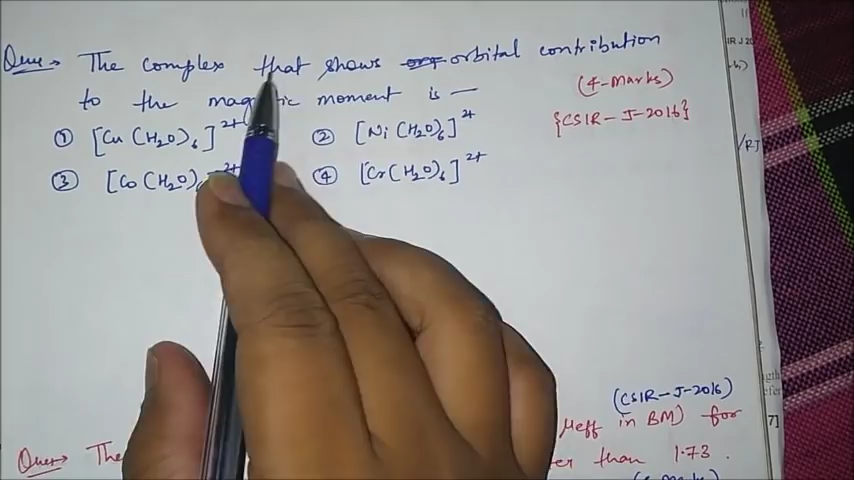 Que → The complex that shows orbital contribution
to the magnetic moment is —
(4-Marks)
① [Cu(H₂O)₆]²⁺ ② [Ni(H₂O)₆]²⁺
{CSIR-J-2016}
③ [Co(H₂O) 2+ ④ [Cr(H₂O)₆]²⁺
(CSIR-J-2016)
Ques → The μeff in BM) for
than 1.73.